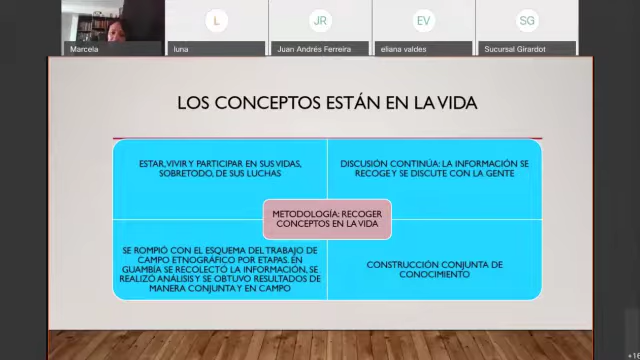 L
JR
EV
SG
Marcela
luna
Juan Andrés Ferreira
eliana valdes
Sucursal Girardot
LOS CONCEPTOS ESTÁN EN LA VIDA
ESTAR, VIVIR Y PARTICIPAR EN SUS VIDAS,
SOBRETODO, DE SUS LUCHAS
DISCUSIÓN CONTINÚA: LA INFORMACIÓN SE
RECOGE Y SE DISCUTE CON LA GENTE
METODOLOGÍA: RECOGER
CONCEPTOS EN LA VIDA
SE ROMPIÓ CON EL ESQUEMA DEL TRABAJO DE
CAMPO ETNOGRÁFICO POR ETAPAS. EN
GUAMBÍA SE RECOLECTÓ LA INFORMACIÓN, SE
REALIZÓ ANÁLISIS Y SE OBTUVO RESULTADOS DE
MANERA CONJUNTA Y EN CAMPO
CONSTRUCCIÓN CONJUNTA DE
CONOCIMIENTO